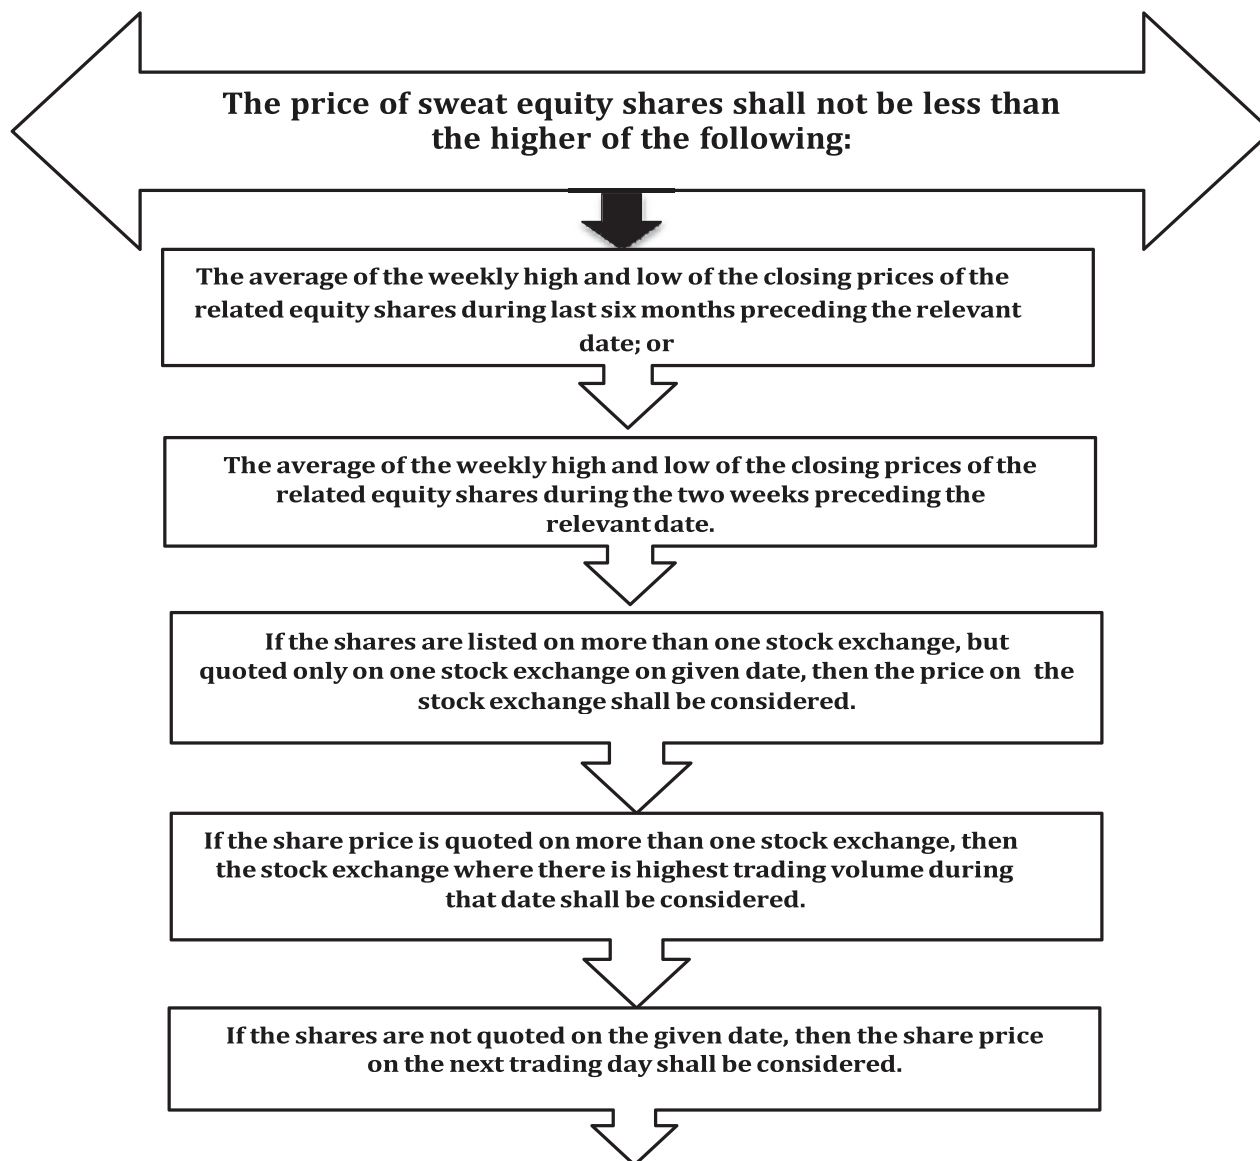 The price of sweat equity shares shall not be less than
the higher of the following:
The average of the weekly high and low of the closing prices of the
related equity shares during last six months preceding the relevant
date; or
The average of the weekly high and low of the closing prices of the
related equity shares during the two weeks preceding the
relevant date.
If the shares are listed on more than one stock exchange, but
quoted only on one stock exchange on given date, then the price on the
stock exchange shall be considered.
If the share price is quoted on more than one stock exchange, then
the stock exchange where there is highest trading volume during
that date shall be considered.
If the shares are not quoted on the given date, then the share price
on the next trading day shall be considered.